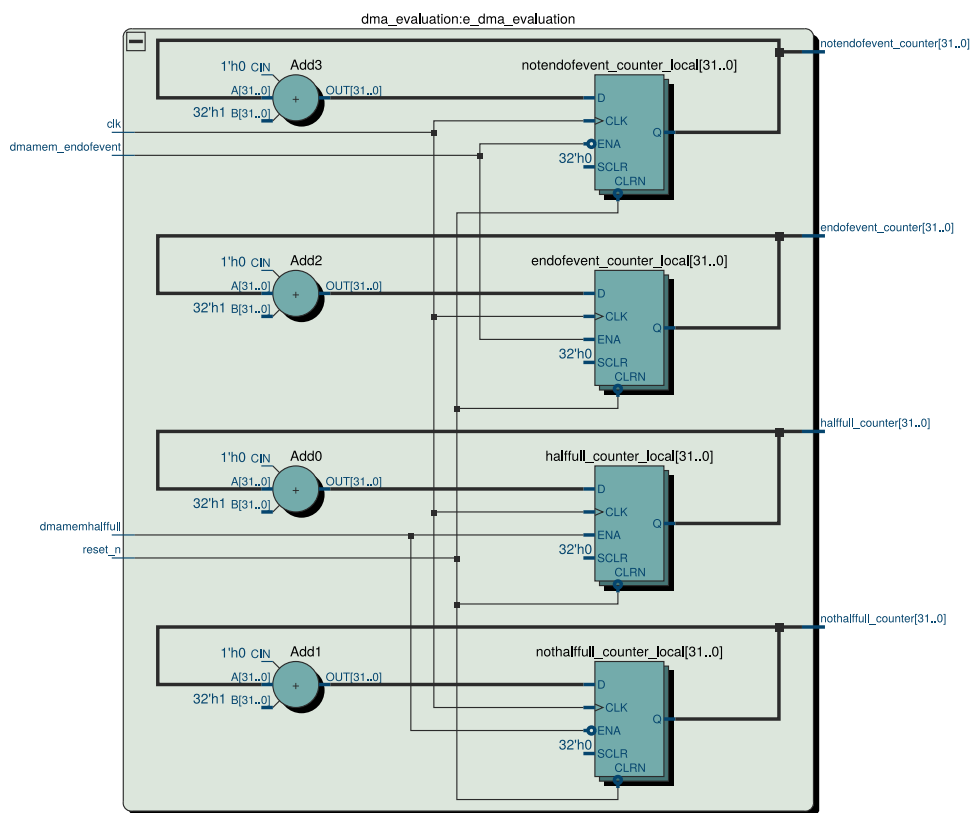 dma_evaluation:e_dma_evaluation
notendofevent_counter[31..0]
Add3
notendofevent_counter_local[31..0]
1'h0 CIN
A[31..0]
OUT[31..0]
32'h1 B[31..0]
+
D
CLK
ENA
32'h0
SCLR
CLRN
Q
clk
dmamem_endofevent
endofevent_counter[31..0]
Add2
endofevent_counter_local[31..0]
1'h0 CIN
A[31..0]
OUT[31..0]
32'h1 B[31..0]
+
D
CLK
ENA
32'h0
SCLR
CLRN
Q
halffull_counter[31..0]
Add0
halffull_counter_local[31..0]
1'h0 CIN
A[31..0]
OUT[31..0]
32'h1 B[31..0]
+
D
CLK
ENA
32'h0
SCLR
CLRN
Q
dmamemhalffull
reset_n
nothalffull_counter[31..0]
Add1
nothalffull_counter_local[31..0]
1'h0 CIN
A[31..0]
OUT[31..0]
32'h1 B[31..0]
+
D
CLK
ENA
32'h0
SCLR
CLRN
Q